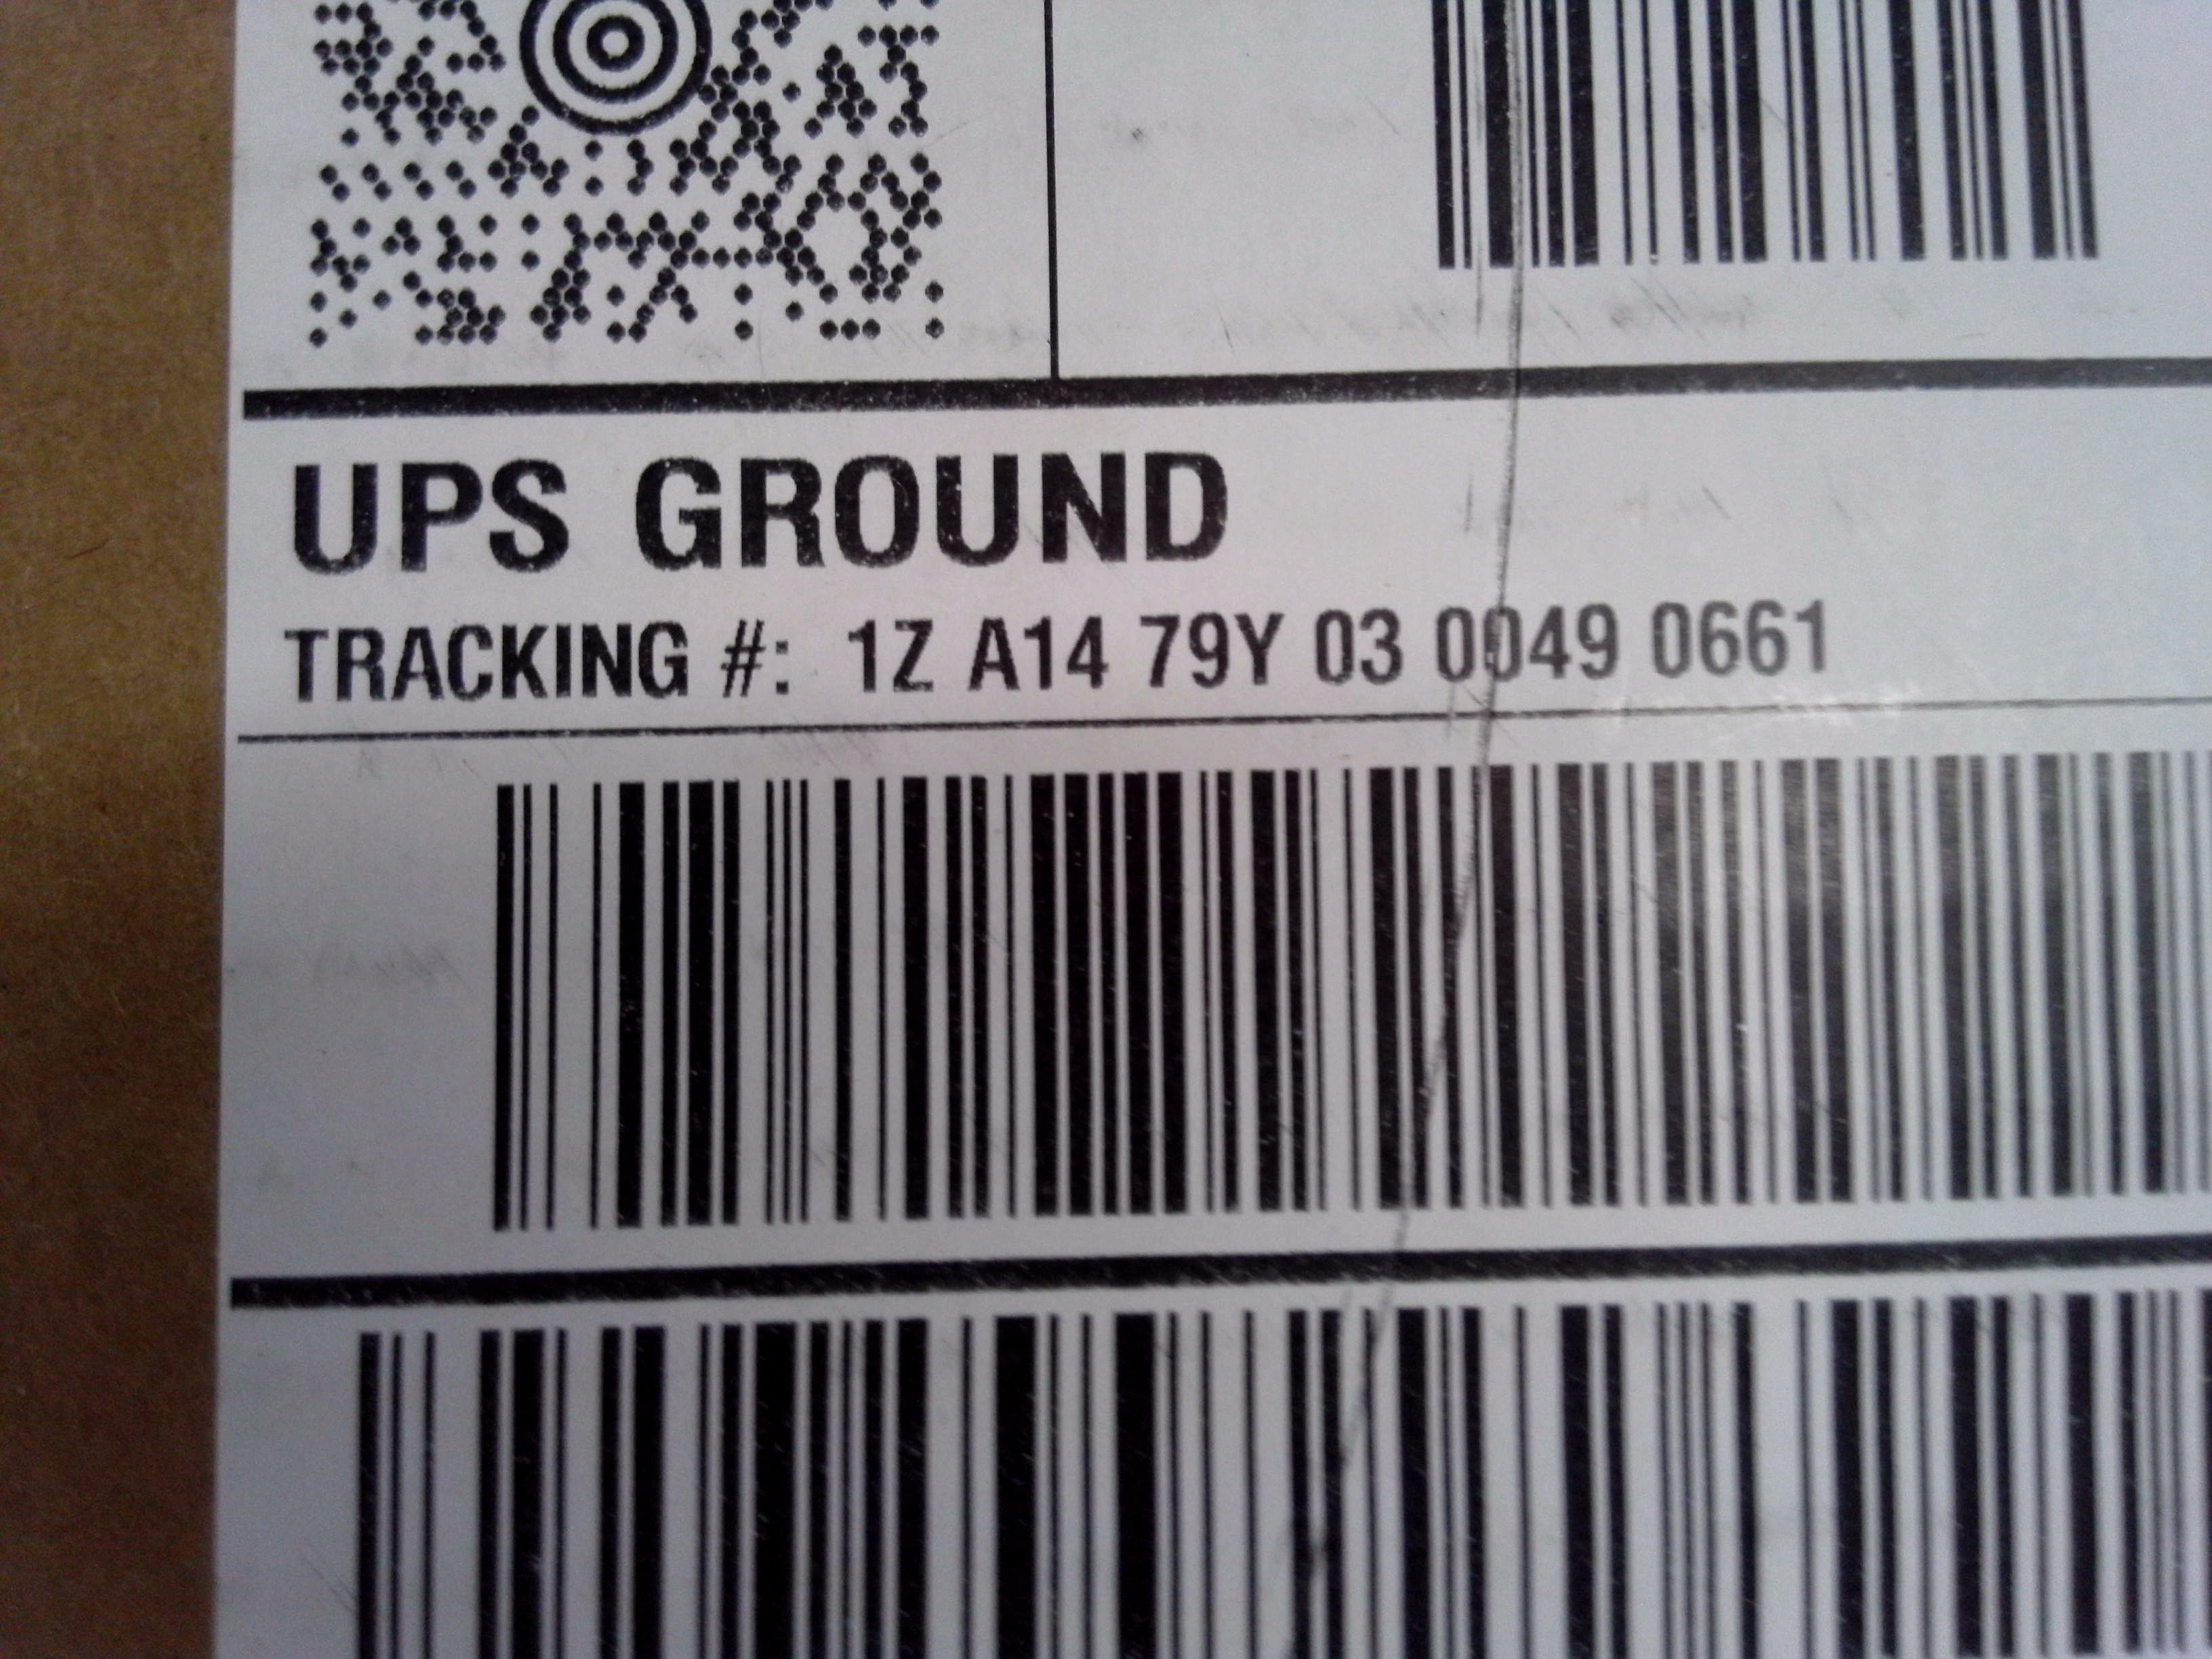 UPS GROUND
TRACKING #: 1Z A14 79Y 03 0049 0661